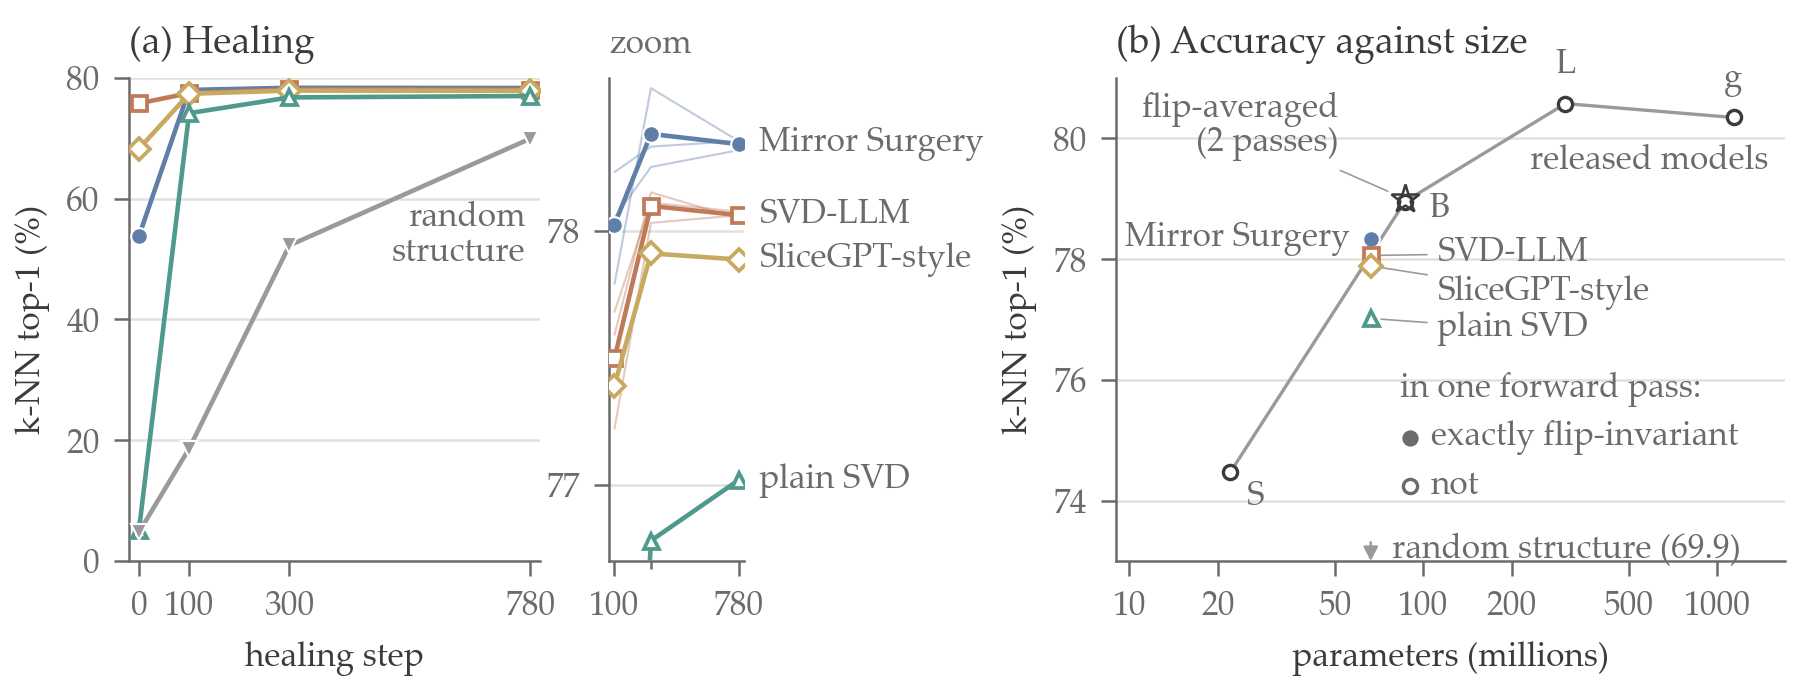 (a) Healing
zoom
(b) Accuracy against size
k-NN top-1 (%)
80
60
40
20
0
random
structure
0 100 300 780
healing step
78
77
Mirror Surgery
SVD-LLM
SliceGPT-style
plain SVD
100 780
k-NN top-1 (%)
80
78
76
74
L
g
flip-averaged
(2 passes)
released models
B
Mirror Surgery
SVD-LLM
SliceGPT-style
plain SVD
in one forward pass:
exactly flip-invariant
not
S
random structure (69.9)
10 20 50 100 200 500 1000
parameters (millions)